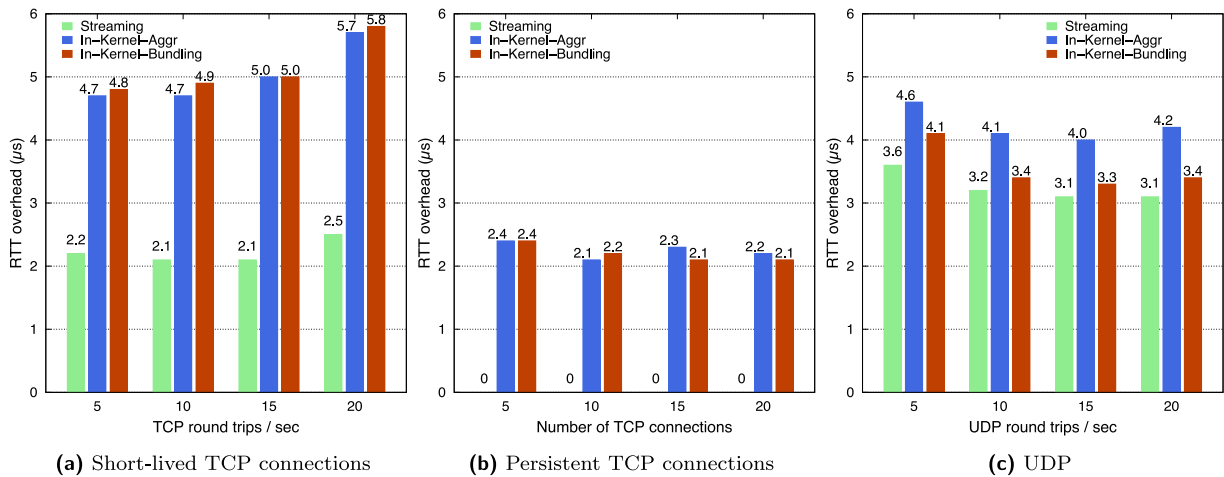 6
5
4
3
2
1
0
RTT overhead (µs)
Streaming
In-Kernel-Aggr
In-Kernel-Bundling
2.2
4.7
4.8
2.1
4.7
4.9
2.1
5.0
5.0
2.5
5.7
5.8
5 10 15 20
TCP round trips / sec
(a) Short-lived TCP connections
6
5
4
3
2
1
0
RTT overhead (µs)
Streaming
In-Kernel-Aggr
In-Kernel-Bundling
0
2.4
2.4
0
2.1
2.2
0
2.3
2.1
0
2.2
2.1
5 10 15 20
Number of TCP connections
(b) Persistent TCP connections
6
5
4
3
2
1
0
RTT overhead (µs)
Streaming
In-Kernel-Aggr
In-Kernel-Bundling
3.6
4.6
4.1
3.2
4.1
3.4
3.1
4.0
3.3
3.1
4.2
3.4
5 10 15 20
UDP round trips / sec
(c) UDP